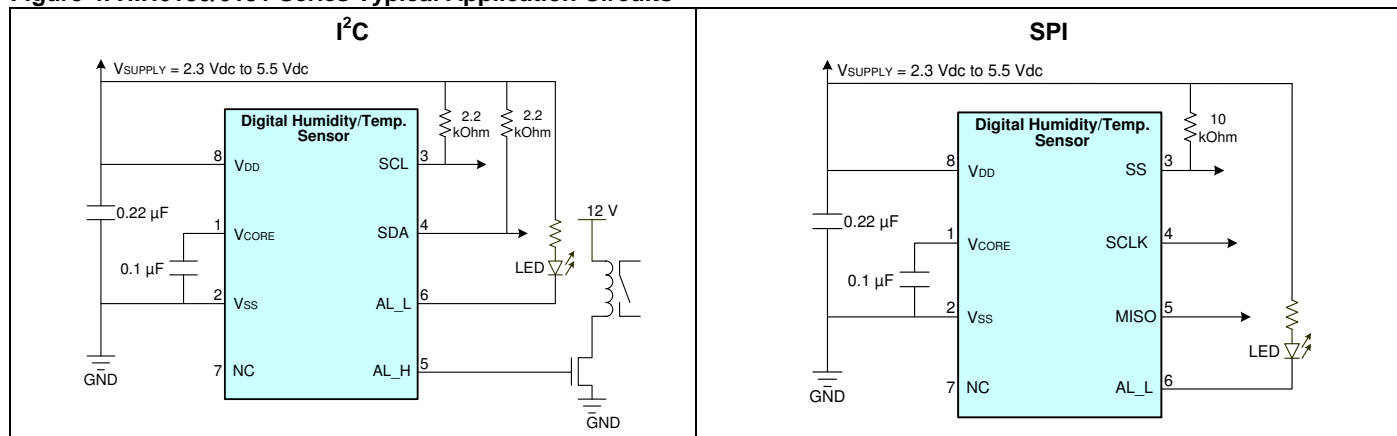 I²C
VSUPPLY = 2.3 Vdc to 5.5 Vdc
Digital Humidity/Temp.
Sensor
2.2
kOhm
2.2
kOhm
8 VDD
SCL 3
0.22 µF
1 VCORE
SDA 4
12 V
0.1 µF
LED
2 VSS
AL_L 6
7 NC
AL_H 5
GND
GND
SPI
VSUPPLY = 2.3 Vdc to 5.5 Vdc
Digital Humidity/Temp.
Sensor
10
kOhm
8 VDD
SS 3
0.22 µF
1 VCORE
SCLK 4
0.1 µF
2 VSS
MISO 5
LED
7 NC
AL_L 6
GND